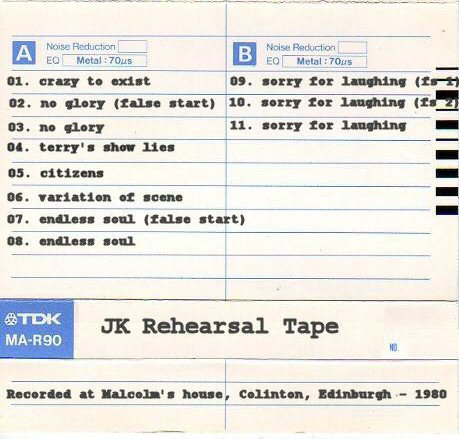 A Noise Reduction
EQ Metal : 70µs
01. crazy to exist
02. no glory (false start)
03. no glory
04. terry's show lies
05. citizens
06. variation of scene
07. endless soul (false start)
08. endless soul
B Noise Reduction
EQ Metal : 70µs
09. sorry for laughing (fs 1)
10. sorry for laughing (fs 2)
11. sorry for laughing
TDK
MA-R90
JK Rehearsal Tape
NO.
Recorded at Malcolm's house, Colinton, Edinburgh - 1980